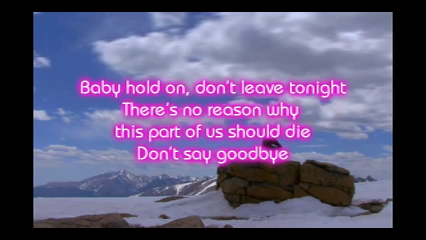 Baby hold on, don't leave tonight
There's no reason why
this part of us should die
Don't say goodbye